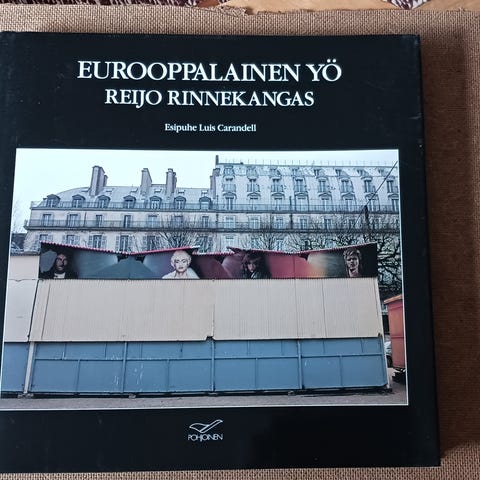 EUROOPPALAINEN YÖ
REIJO RINNEKANGAS
Esipuhe Luis Carandell
POHJOINEN